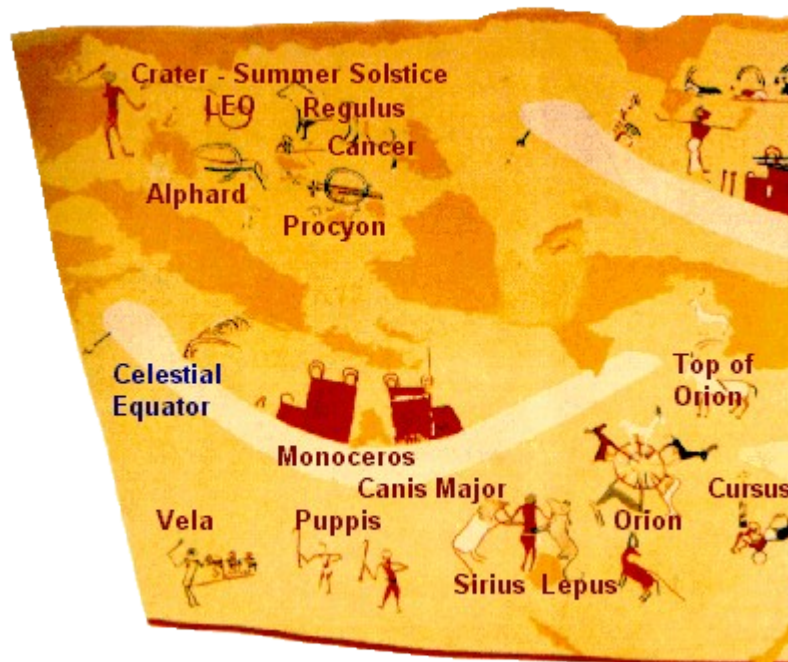 Crater - Summer Solstice
LEO Regulus
Cancer
Alphard
Procyon
Celestial
Equator
Top of
Orion
Monoceros
Canis Major
Cursus
Vela
Puppis
Orion
Sirius Lepus